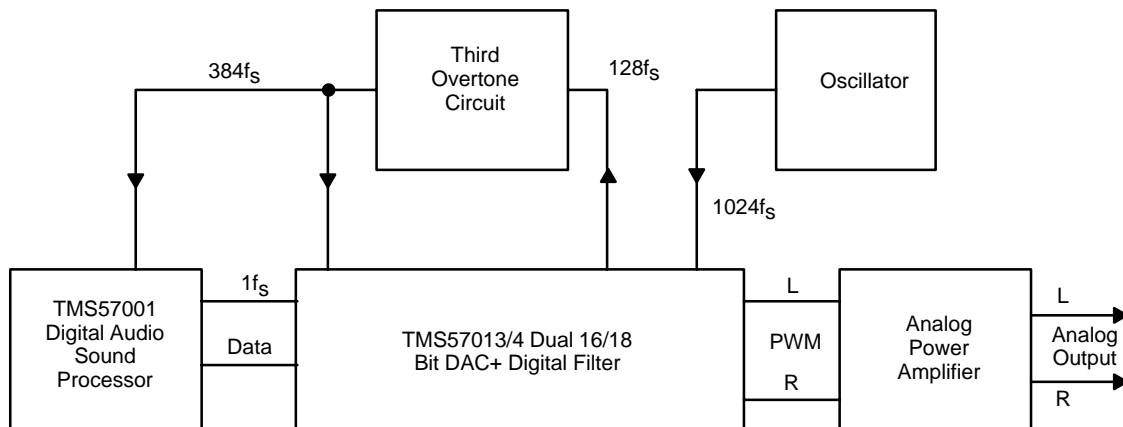 Third
Overtone
Circuit
384fs
128fs
Oscillator
1024fs
TMS57001
Digital Audio
Sound
Processor
1fs
Data
TMS57013/4 Dual 16/18
Bit DAC+ Digital Filter
L
PWM
R
Analog
Power
Amplifier
L
Analog
Output
R